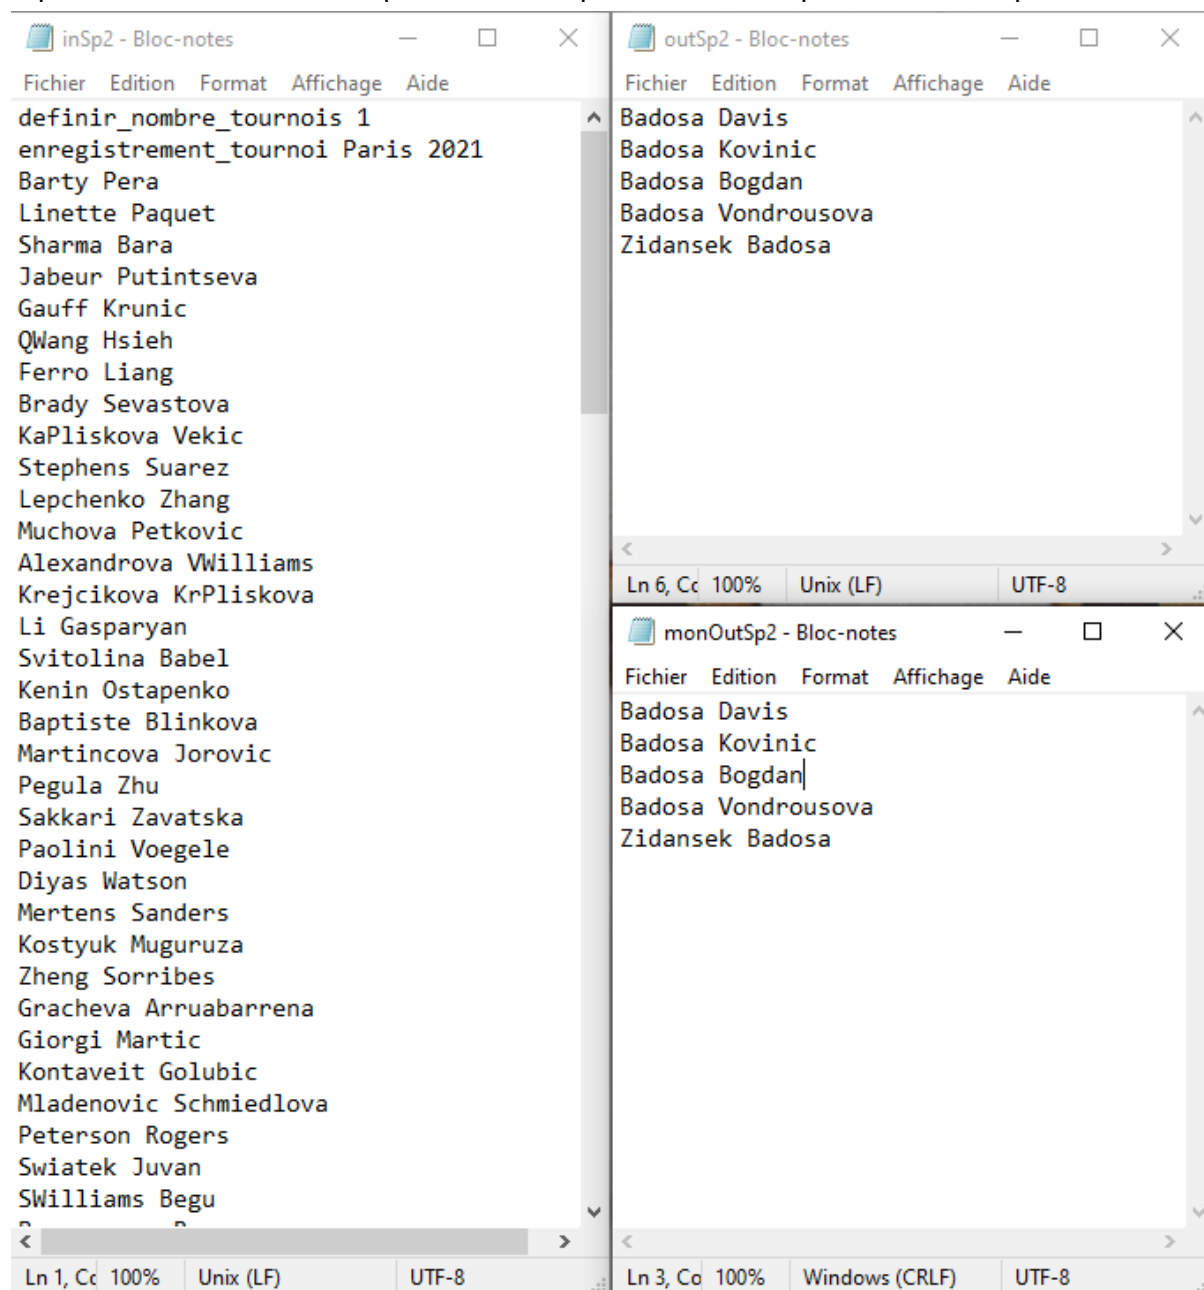 inSp2 - Bloc-notes
Fichier Edition Format Affichage Aide
definir_nombre_tournois 1
enregistrement_tournoi Paris 2021
Barty Pera
Linette Paquet
Sharma Bara
Jabeur Putintseva
Gauff Krunic
QWang Hsieh
Ferro Liang
Brady Sevastova
KaPliskova Vekic
Stephens Suarez
Lepchenko Zhang
Muchova Petkovic
Alexandrova VWilliams
Krejcikova KrPliskova
Li Gasparyan
Svitolina Babel
Kenin Ostapenko
Baptiste Blinkova
Martincova Jorovic
Pegula Zhu
Sakkari Zavatska
Paolini Voegele
Diyas Watson
Mertens Sanders
Kostyuk Muguruza
Zheng Sorribes
Gracheva Arruabarrena
Giorgi Martic
Kontaveit Golubic
Mladenovic Schmiedlova
Peterson Rogers
Swiatek Juvan
SWilliams Begu
Ln 1, Co 100% Unix (LF) UTF-8
outSp2 - Bloc-notes
Fichier Edition Format Affichage Aide
Badosa Davis
Badosa Kovinic
Badosa Bogdan
Badosa Vondrousova
Zidansek Badosa
Ln 6, Co 100% Unix (LF) UTF-8
monOutSp2 - Bloc-notes
Fichier Edition Format Affichage Aide
Badosa Davis
Badosa Kovinic
Badosa Bogdan
Badosa Vondrousova
Zidansek Badosa
Ln 3, Co 100% Windows (CRLF) UTF-8